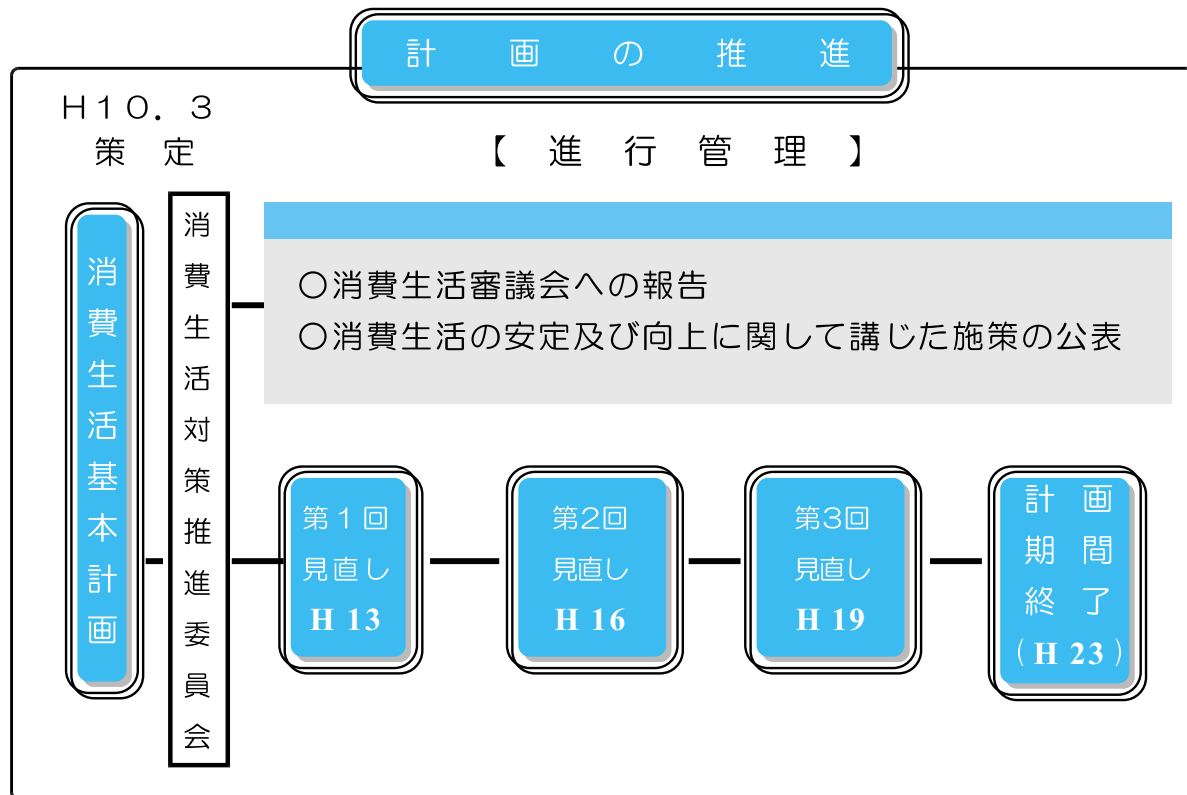 計画の推進
H10.3
策定
【進行管理】
消費生活基本計画
消費生活対策推進委員会
○消費生活審議会への報告
○消費生活の安定及び向上に関して講じた施策の公表
第1回
見直し
H 13
第2回
見直し
H 16
第3回
見直し
H 19
計画
期間
終了
(H 23)